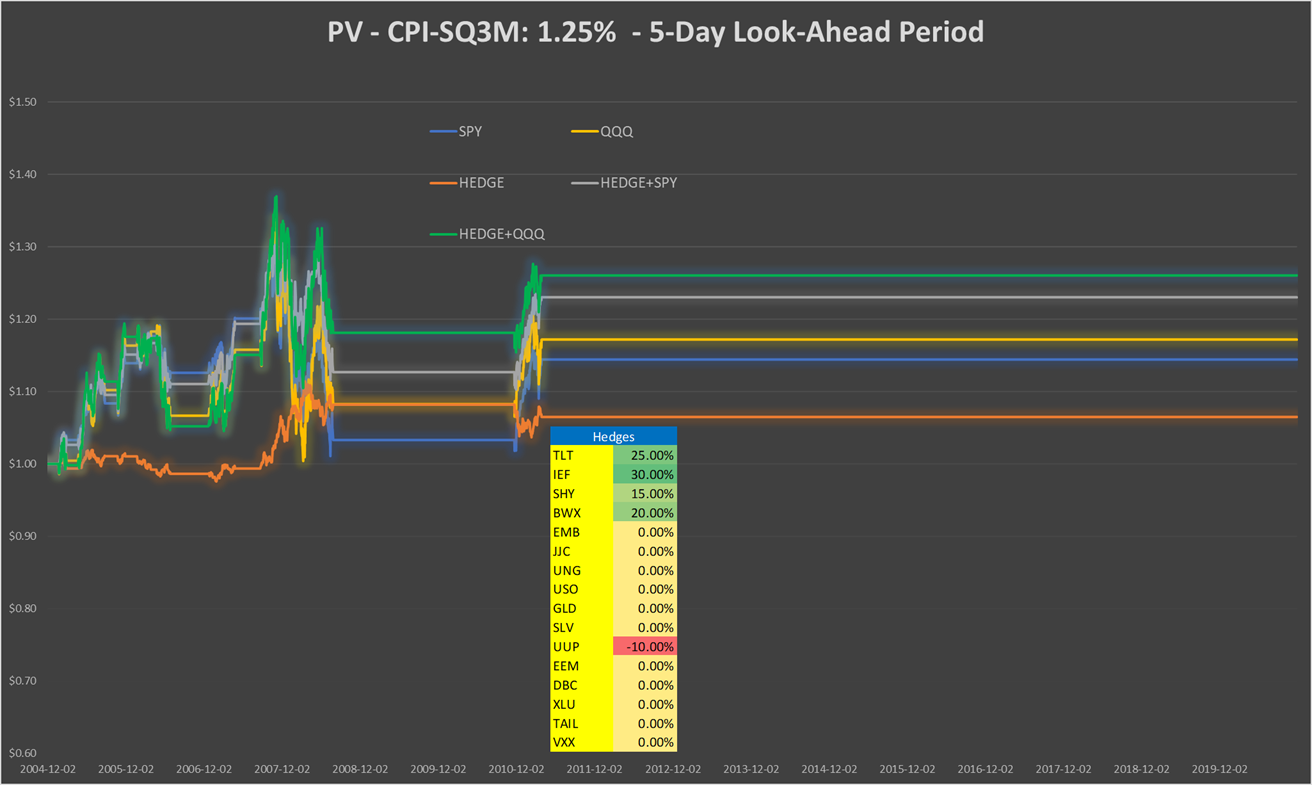 PV - CPI-SQ3M: 1.25%  - 5-Day Look-Ahead Period
$1.50
$1.40
$1.30
$1.20
$1.10
$1.00
$0.90
$0.80
$0.70
$0.60
SPY QQQ
HEDGE HEDGE+SPY
HEDGE+QQQ
Hedges
TLT 25.00%
IEF 30.00%
SHY 15.00%
BWX 20.00%
EMB 0.00%
JJC 0.00%
UNG 0.00%
USO 0.00%
GLD 0.00%
SLV 0.00%
UUP -10.00%
EEM 0.00%
DBC 0.00%
XLU 0.00%
TAIL 0.00%
VXX 0.00%
2004-12-02 2005-12-02 2006-12-02 2007-12-02 2008-12-02 2009-12-02 2010-12-02 2011-12-02 2012-12-02 2013-12-02 2014-12-02 2015-12-02 2016-12-02 2017-12-02 2018-12-02 2019-12-02